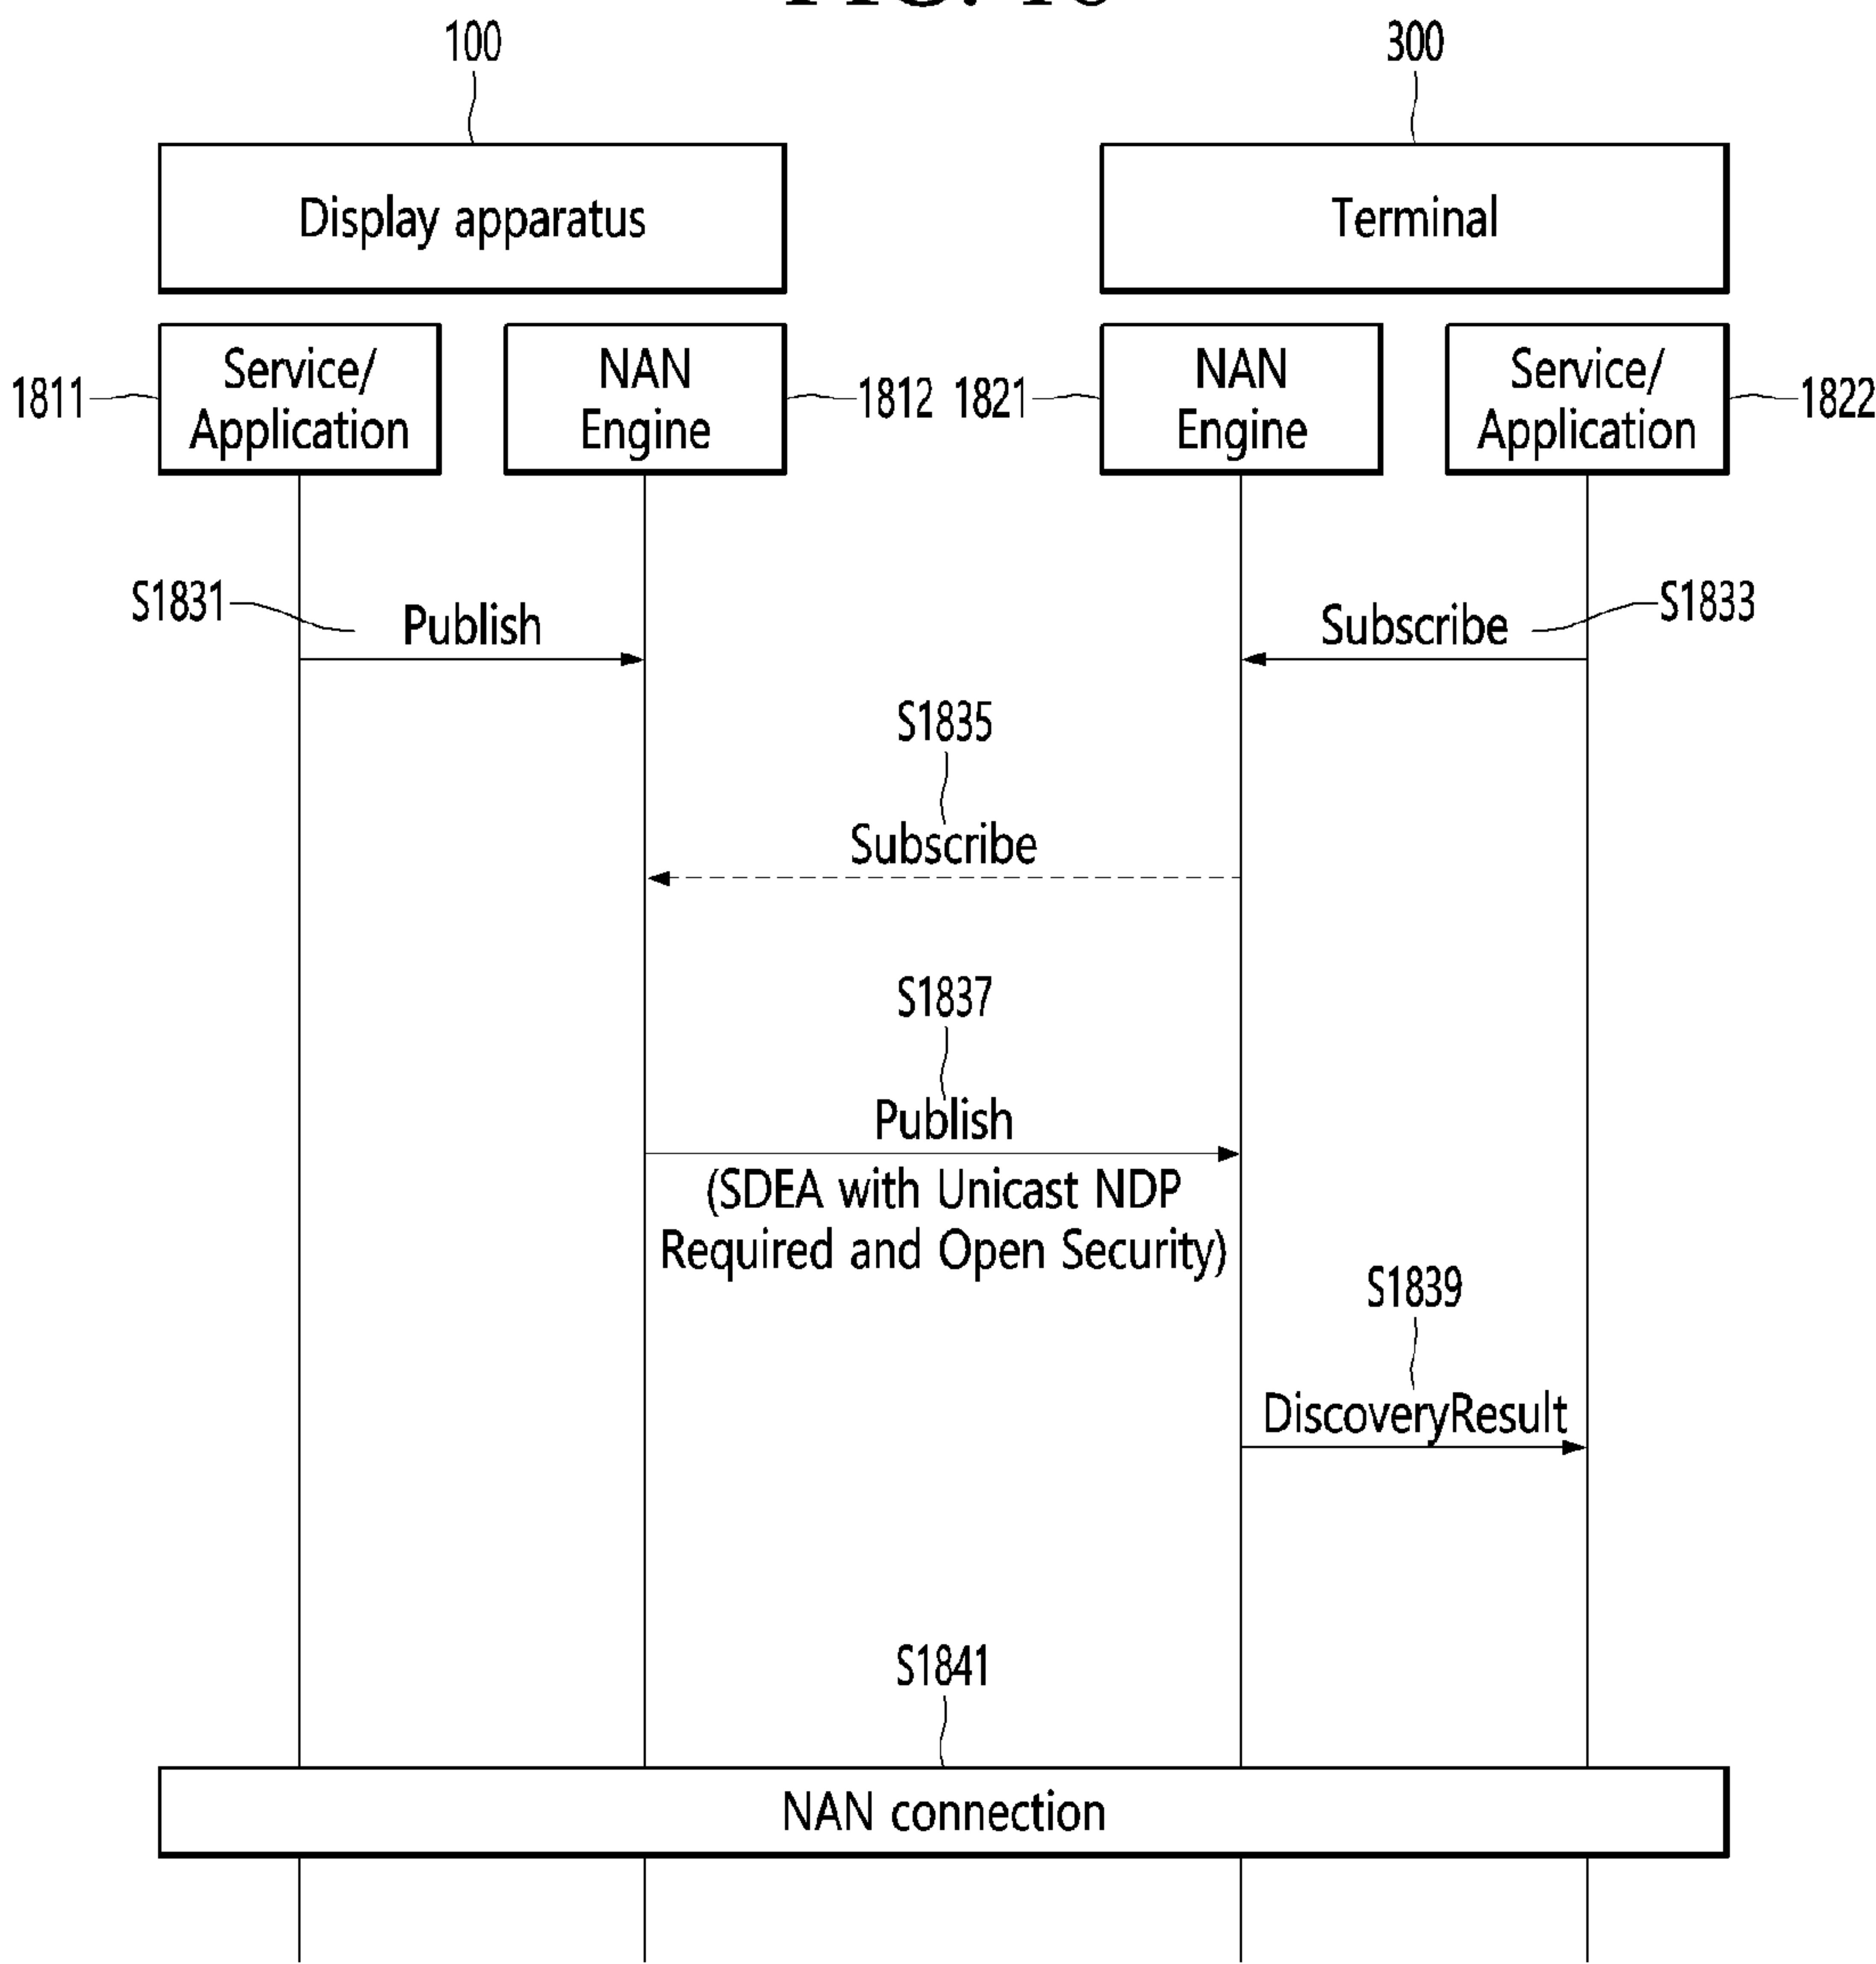 100 300
Display apparatus Terminal
Service/ NAN NAN Service/
1811 Application Engine 1812 1821 Engine Application 1822
S1831 Publish Subscribe S1833
S1835
Subscribe
S1837
Publish
(SDEA with Unicast NDP
Required and Open Security)
S1839
DiscoveryResult
S1841
NAN connection